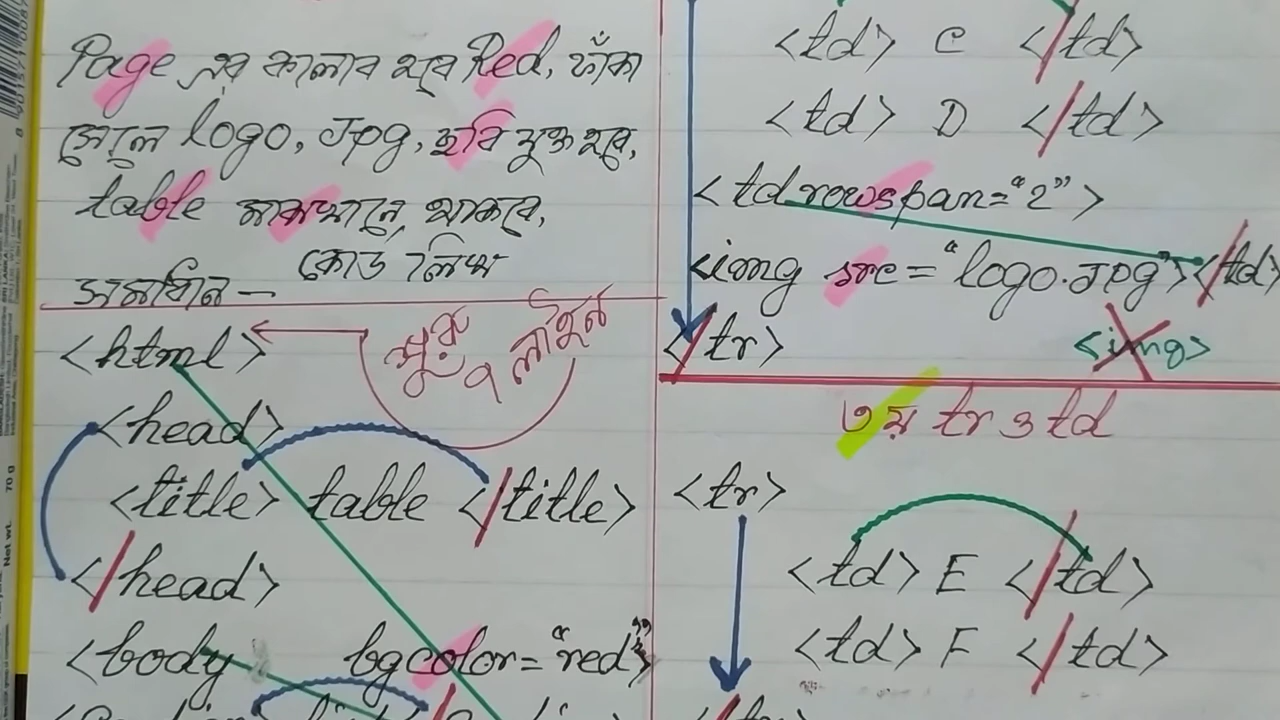 Page এর কালার হবে Red, ফাঁকা
সেলে logo.Jpg, ছবি যুক্ত হবে,
table মাঝখানে থাকবে,
কোড লিখ
সমাধান —
<html>
শুরু ৭ লাইন
<head>
<title> table </title>
</head>
<body bgcolor="red">
<td> C </td>
<td> D </td>
<td rowspan="2">
<img src="logo.Jpg"></td>
</tr>
<img>
৩য় tr ও td
<tr>
<td> E </td>
<td> F </td>